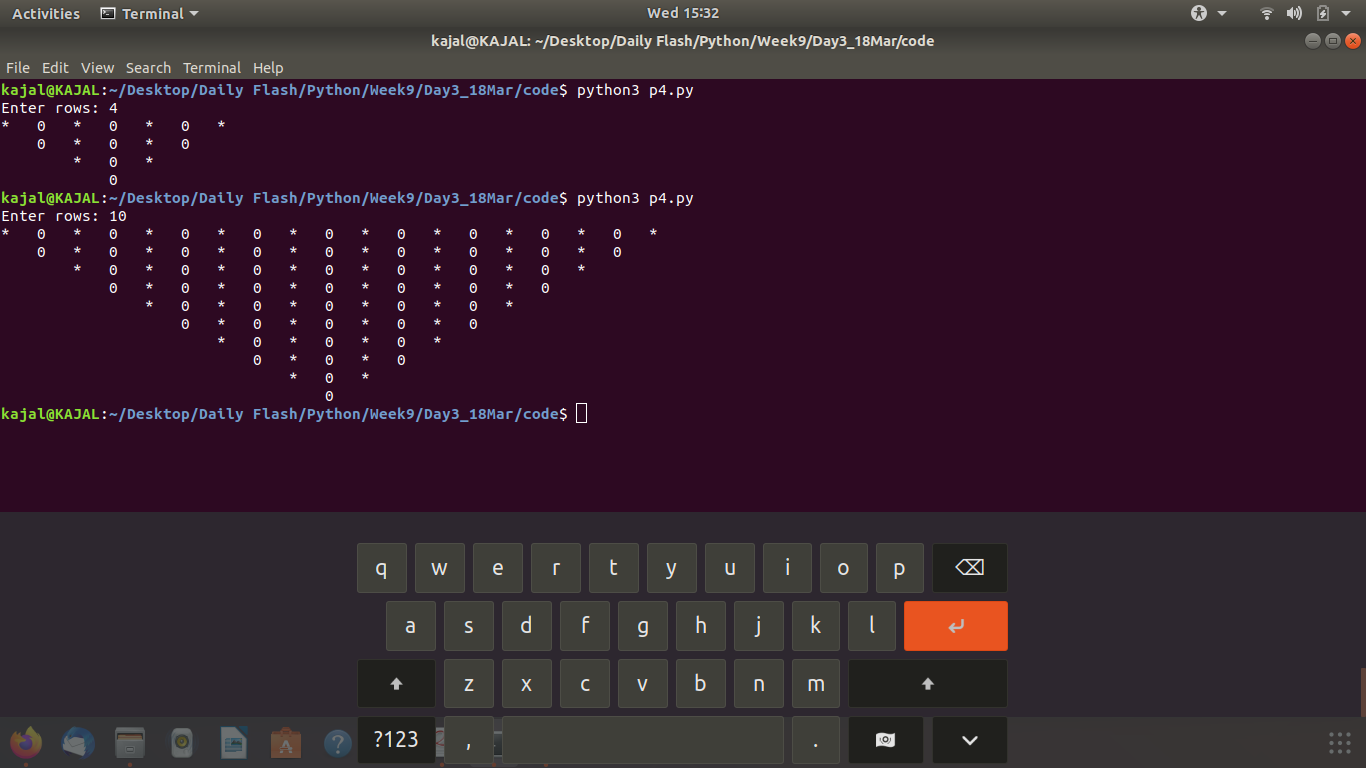 Activities Terminal Wed 15:32
kajal@KAJAL: ~/Desktop/Daily Flash/Python/Week9/Day3_18Mar/code
File Edit View Search Terminal Help
kajal@KAJAL:~/Desktop/Daily Flash/Python/Week9/Day3_18Mar/code$ python3 p4.py
Enter rows: 4
*   0   *   0   *   0   *
    0   *   0   *   0
        *   0   *
            0
kajal@KAJAL:~/Desktop/Daily Flash/Python/Week9/Day3_18Mar/code$ python3 p4.py
Enter rows: 10
*   0   *   0   *   0   *   0   *   0   *   0   *   0   *   0   *   0   *
    0   *   0   *   0   *   0   *   0   *   0   *   0   *   0   *   0
        *   0   *   0   *   0   *   0   *   0   *   0   *   0   *
            0   *   0   *   0   *   0   *   0   *   0   *   0
                *   0   *   0   *   0   *   0   *   0   *
                    0   *   0   *   0   *   0   *   0
                        *   0   *   0   *   0   *
                            0   *   0   *   0
                                *   0   *
                                    0
kajal@KAJAL:~/Desktop/Daily Flash/Python/Week9/Day3_18Mar/code$
q w e r t y u i o p
a s d f g h j k l
z x c v b n m
?123 , .